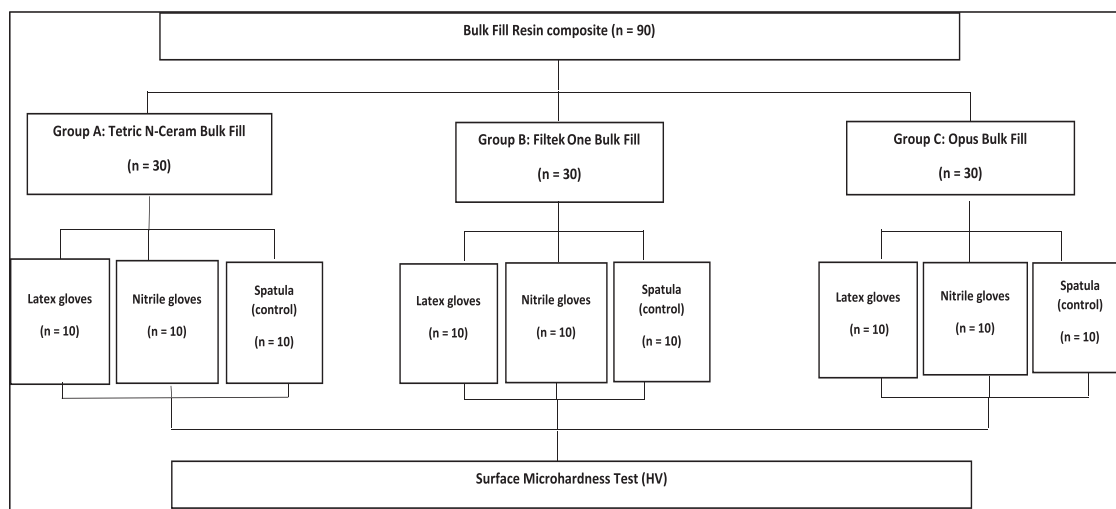 Bulk Fill Resin composite (n = 90)
Group A: Tetric N-Ceram Bulk Fill
(n = 30)
Group B: Filtek One Bulk Fill
(n = 30)
Group C: Opus Bulk Fill
(n = 30)
Latex gloves
(n = 10)
Nitrile gloves
(n = 10)
Spatula
(control)
(n = 10)
Latex gloves
(n = 10)
Nitrile gloves
(n = 10)
Spatula
(control)
(n = 10)
Latex gloves
(n = 10)
Nitrile gloves
(n = 10)
Spatula
(control)
(n = 10)
Surface Microhardness Test (HV)